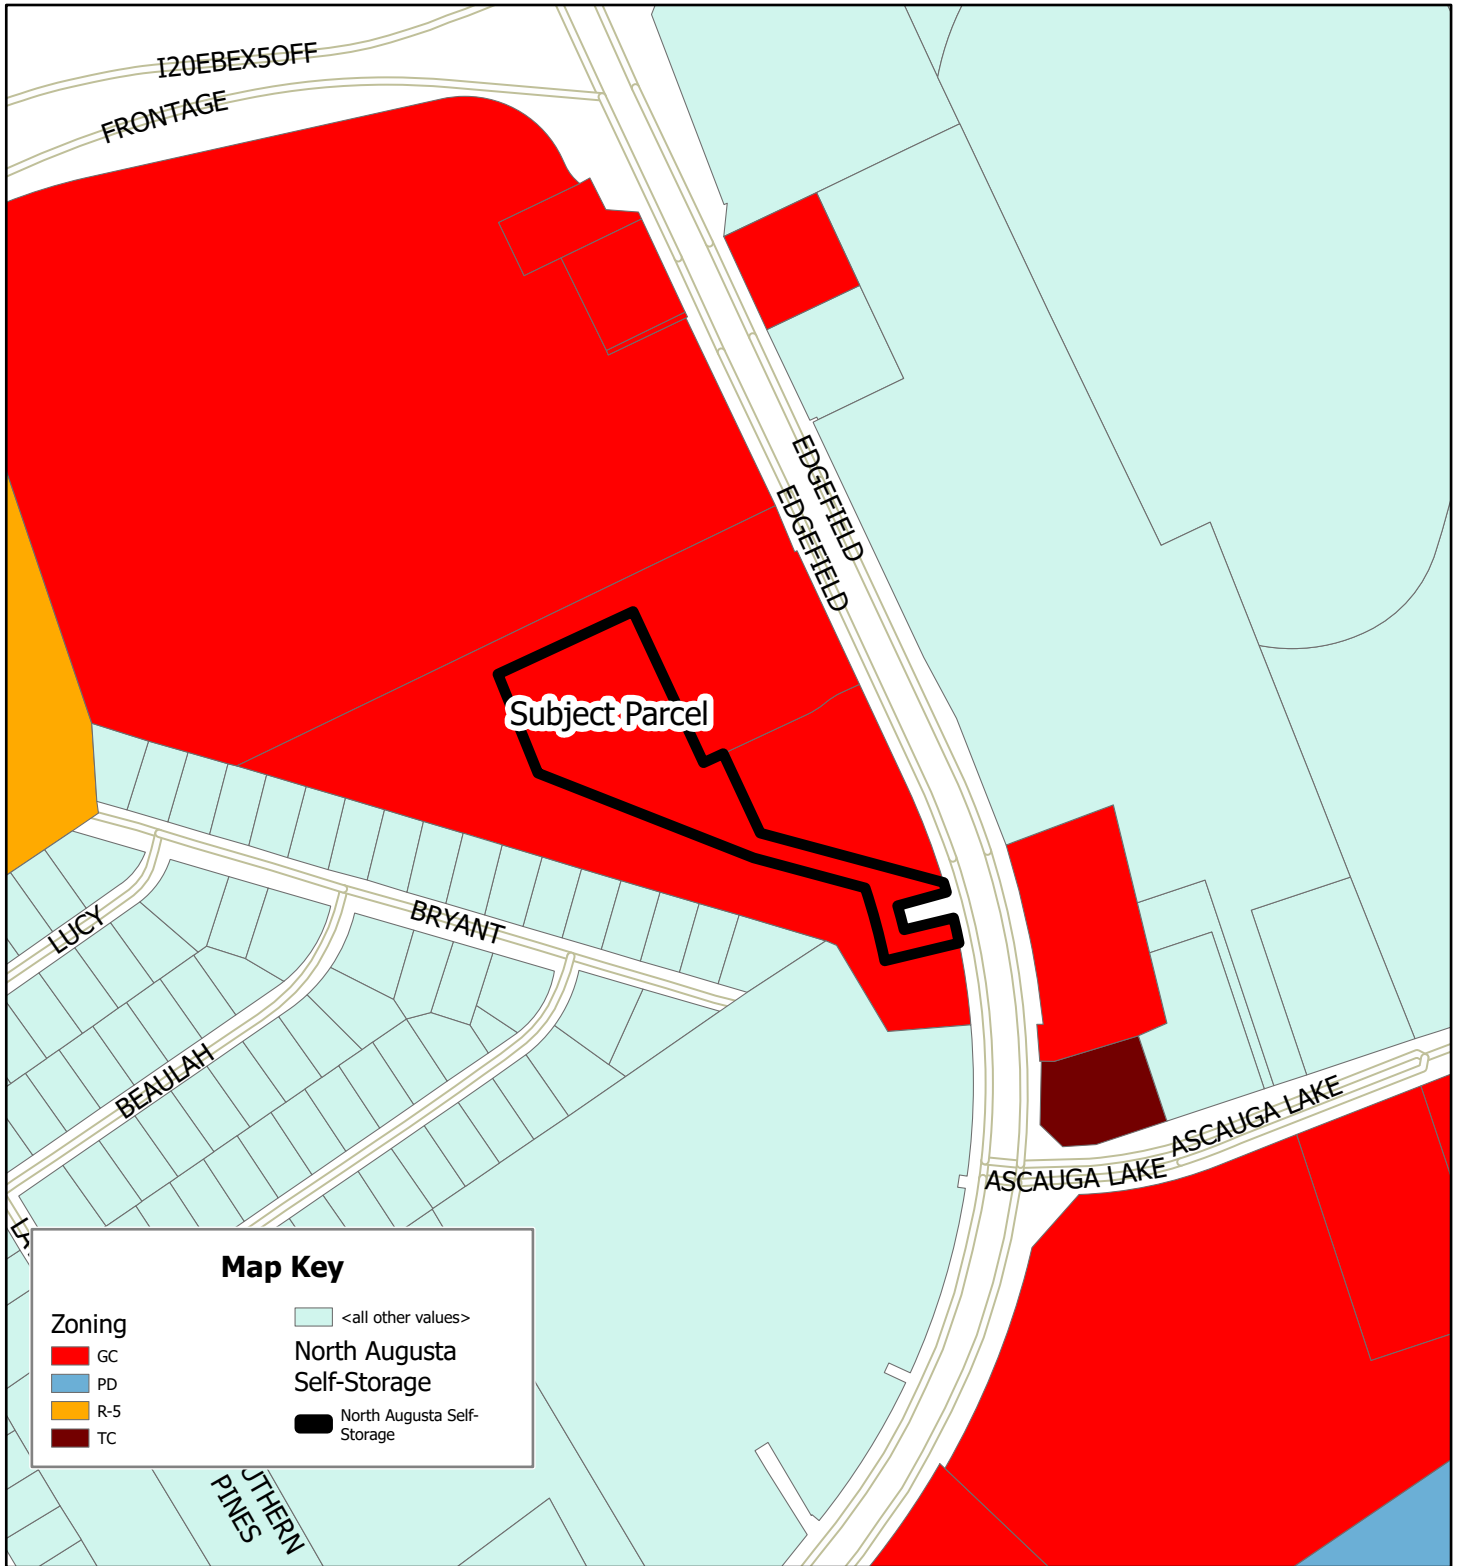 I20EBEX5OFF
FRONTAGE
EDGEFIELD
EDGEFIELD
Subject Parcel
BRYANT
LUCY
BEAULAH
ASCAUGA LAKE
ASCAUGA LAKE
Map Key
Zoning
GC
PD
R-5
TC
<all other values>
North Augusta
Self-Storage
North Augusta Self-
Storage
UTHERN
PINES